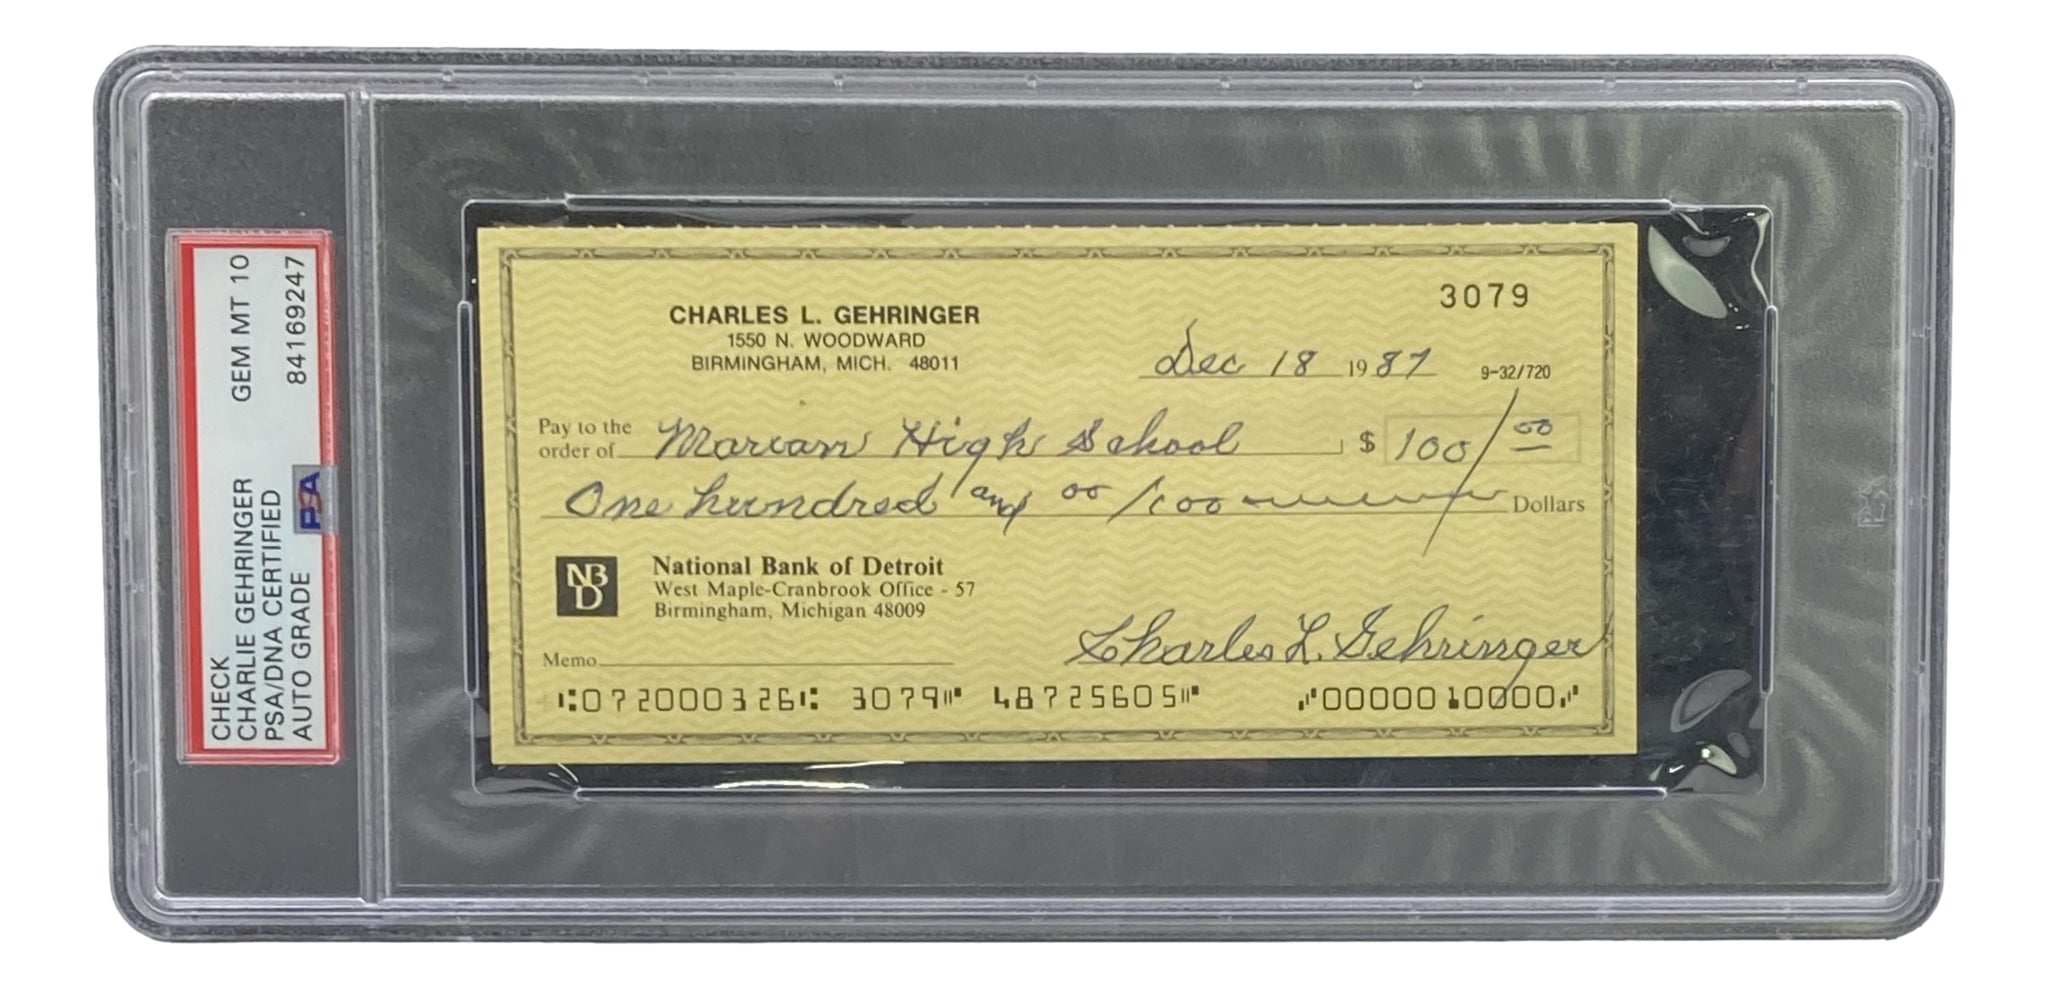 CHECK GEM MT 10
CHARLIE GEHRINGER 84169247
PSA/DNA CERTIFIED
AUTO GRADE PSA
3079
CHARLES L. GEHRINGER
1550 N. WOODWARD
BIRMINGHAM, MICH. 48011
Dec 18 1987 9-32/720
Pay to the
order of Marian High School $ 100/00
One hundred and 00/100 Dollars
NBD
National Bank of Detroit
West Maple-Cranbrook Office - 57
Birmingham, Michigan 48009
Charles L. Gehringer
Memo
⑆072000326⑆ 3079⑈ 48725605⑈ ⑇0000010000⑇
PSA